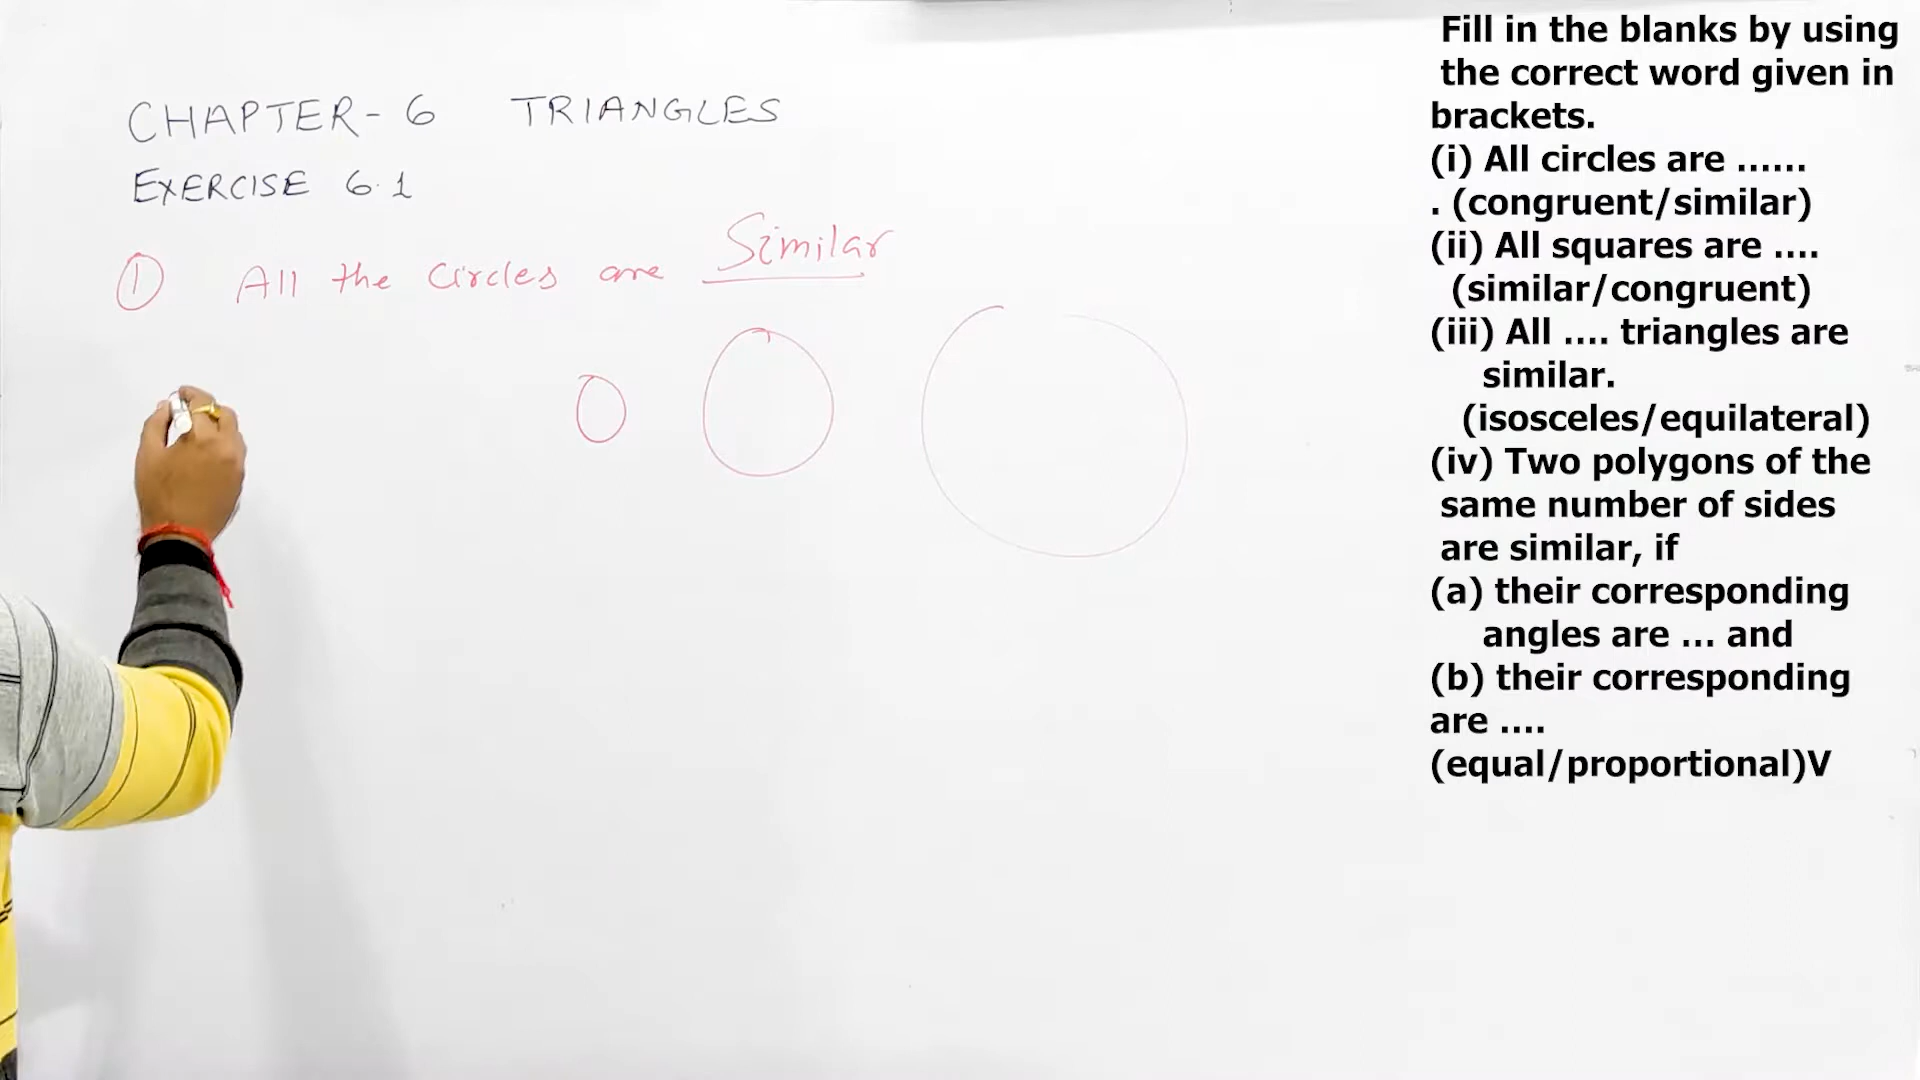 CHAPTER-6 TRIANGLES
EXERCISE 6.1
① All the Circles are Similar
Fill in the blanks by using
the correct word given in
brackets.
(i) All circles are ......
. (congruent/similar)
(ii) All squares are ....
(similar/congruent)
(iii) All .... triangles are
similar.
(isosceles/equilateral)
(iv) Two polygons of the
same number of sides
are similar, if
(a) their corresponding
angles are ... and
(b) their corresponding
are ....
(equal/proportional)V